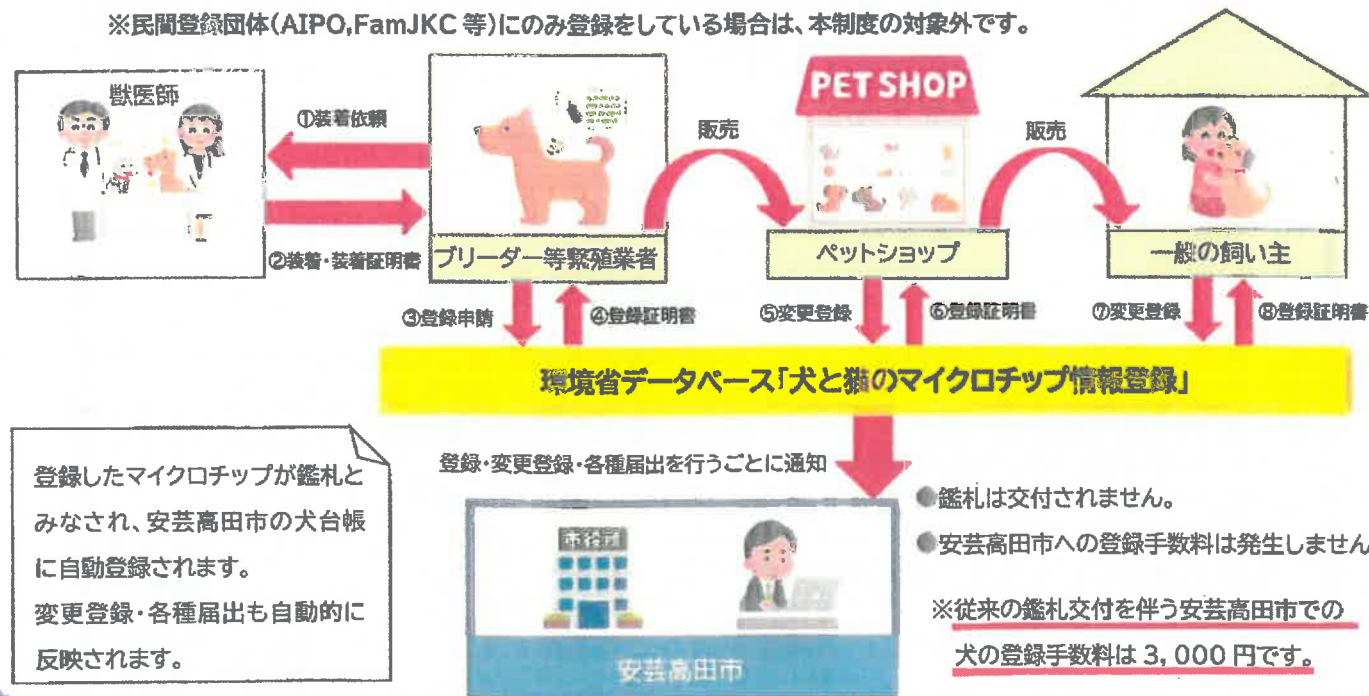 ※民間登録団体(AIPO,FamJKC 等)にのみ登録をしている場合は、本制度の対象外です。
獣医師
①装着依頼
②装着・装着証明書
ブリーダー等繁殖業者
販売
PET SHOP
ペットショップ
販売
一般の飼い主
③登録申請
④登録証明書
⑤変更登録
⑥登録証明書
⑦変更登録
⑧登録証明書
環境省データベース「犬と猫のマイクロチップ情報登録」
登録したマイクロチップが鑑札と
みなされ、安芸高田市の犬台帳
に自動登録されます。
変更登録・各種届出も自動的に
反映されます。
登録・変更登録・各種届出を行うごとに通知
市役所
安芸高田市
●鑑札は交付されません。
●安芸高田市への登録手数料は発生しません
※従来の鑑札交付を伴う安芸高田市での
犬の登録手数料は 3,000 円です。